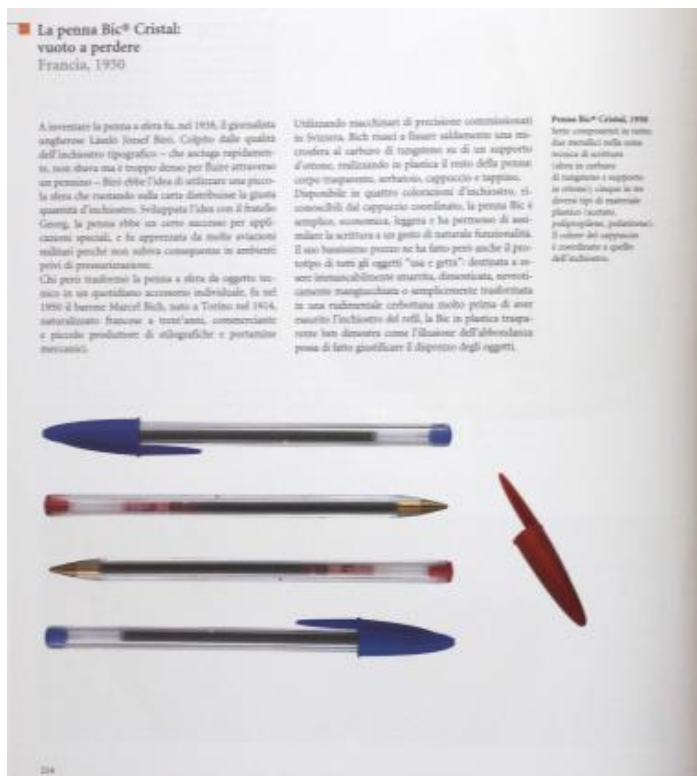 La penna Bic® Cristal:
vuoto a perdere
Francia, 1950
A inventare la penna a sfera fu, nel 1938, il giornalista
ungherese László József Bíró. Colpito dalle qualità
dell'inchiostro tipografico – che asciuga rapidamen-
te, non sbava ma è troppo denso per fluire attraverso
un pennino – Bíró ebbe l'idea di utilizzare una picco-
la sfera che ruotando sulla carta distribuisse la giusta
quantità d'inchiostro. Sviluppata l'idea con il fratello
Georg, la penna ebbe un certo successo per appli-
cazioni speciali, e fu apprezzata da molte aviazioni
militari perché non subiva conseguenze in ambienti
privi di pressurizzazione.
Chi però trasformò la penna a sfera da oggetto tec-
nico in un quotidiano accessorio individuale, fu nel
1950 il barone Marcel Bich, nato a Torino nel 1914,
naturalizzato francese a trent'anni, commerciante
e piccolo produttore di stilografiche e portamine
meccanici.
Utilizzando macchinari di precisione commissionati
in Svizzera, Bich riuscì a fissare saldamente una mi-
crosfera al carburo di tungsteno su di un supporto
d'ottone, realizzando in plastica il resto della penna:
corpo trasparente, serbatoio, cappuccio e tappino.
Disponibile in quattro colorazioni d'inchiostro, ri-
conoscibili dal cappuccio coordinato, la penna Bic è
semplice, economica, leggera e ha permesso di assi-
milare la scrittura a un gesto di naturale funzionalità.
Il suo bassissimo prezzo ne ha fatto però anche il pro-
totipo di tutti gli oggetti "usa e getta": destinata a es-
sere immancabilmente smarrita, dimenticata, nevroti-
camente mangiucchiata o semplicemente trasformata
in una rudimentale cerbottana molto prima di aver
esaurito l'inchiostro del refil, la Bic in plastica traspa-
rente ben dimostra come l'illusione dell'abbondanza
possa di fatto giustificare il disprezzo degli oggetti.
Penna Bic® Cristal, 1950
Sette componenti in tutto:
due metallici nella zona
tecnica di scrittura
(sfera in carburo
di tungsteno e supporto
in ottone); cinque in tre
diversi tipi di materiale
plastico (acetato,
polipropilene, polistirene).
Il colore del cappuccio
è coordinato a quello
dell'inchiostro.
214